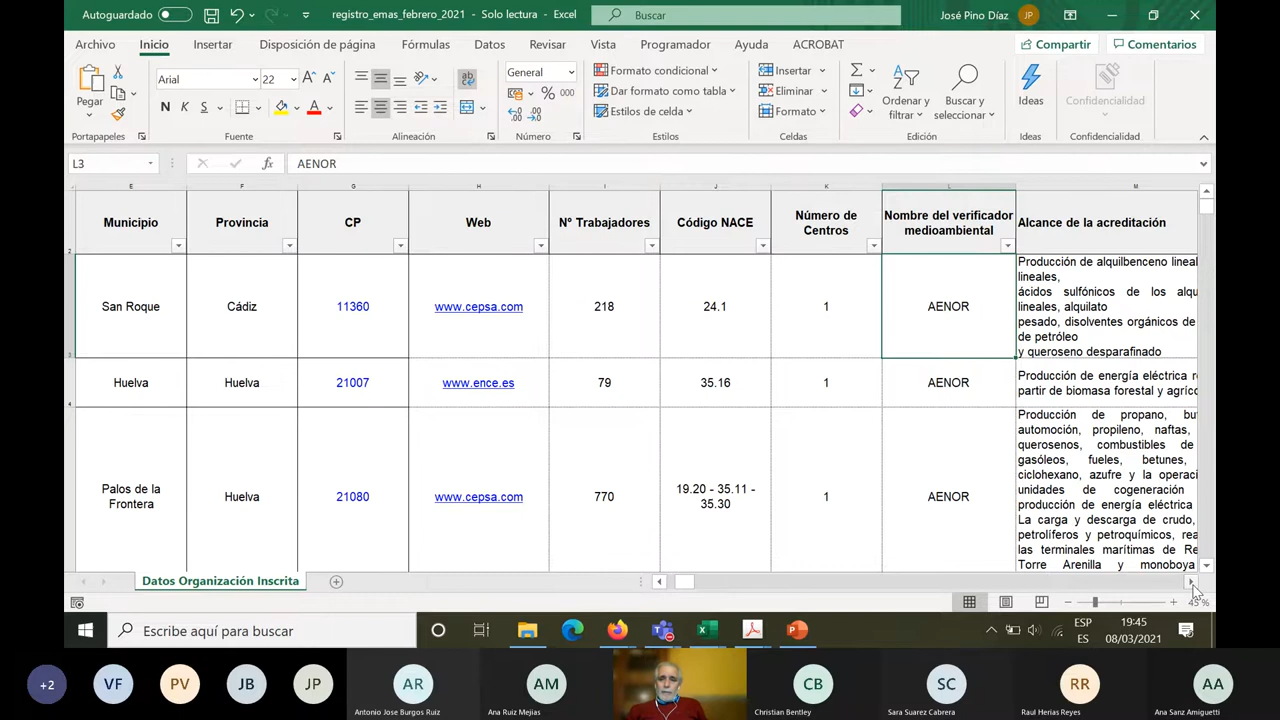 Autoguardado
registro_emas_febrero_2021 - Solo lectura - Excel
Buscar
José Pino Díaz
JP
Archivo
Inicio
Insertar
Disposición de página
Fórmulas
Datos
Revisar
Vista
Programador
Ayuda
ACROBAT
Compartir
Comentarios
Pegar
Portapapeles
Arial
22
N K S
Fuente
Alineación
General
% 000
Número
Formato condicional
Dar formato como tabla
Estilos de celda
Estilos
Insertar
Eliminar
Formato
Celdas
Ordenar y filtrar
Buscar y seleccionar
Edición
Ideas
Ideas
Confidencialidad
Confidencialidad
L3
fx
AENOR
E F G H I J K L M
2
Municipio
Provincia
CP
Web
Nº Trabajadores
Código NACE
Número de Centros
Nombre del verificador medioambiental
Alcance de la acreditación
3
San Roque
Cádiz
11360
www.cepsa.com
218
24.1
1
AENOR
Producción de alquilbenceno lineal
lineales,
ácidos sulfónicos de los alqu
lineales, alquilato
pesado, disolventes orgánicos de
de petróleo
y queroseno desparafinado
4
Huelva
Huelva
21007
www.ence.es
79
35.16
1
AENOR
Producción de energía eléctrica re
partir de biomasa forestal y agríco
Palos de la
Frontera
Huelva
21080
www.cepsa.com
770
19.20 - 35.11 -
35.30
1
AENOR
Producción de propano, bu
automoción, propileno, naftas,
querosenos, combustibles de
gasóleos, fueles, betunes,
ciclohexano, azufre y la operaci
unidades de cogeneración
producción de energía eléctrica
La carga y descarga de crudo,
petrolíferos y petroquímicos, rea
las terminales marítimas de Re
Torre Arenilla y monoboya
Datos Organización Inscrita
45 %
Escribe aquí para buscar
ESP
ES
19:45
08/03/2021
+2
VF
PV
JB
JP
AR
Antonio Jose Burgos Ruiz
AM
Ana Ruiz Mejias
CB
Christian Bentley
SC
Sara Suarez Cabrera
RR
Raul Herias Reyes
AA
Ana Sanz Amiguetti